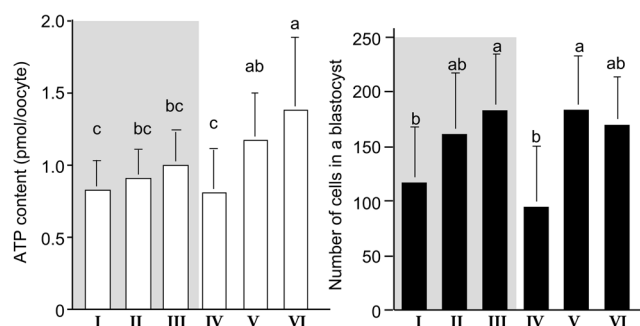 ATP content (pmol/oocyte)
2.0
1.5
1.0
0.5
0
c
bc
bc
c
ab
a
I II III IV V VI
Number of cells in a blastocyst
250
200
150
100
50
0
b
ab
a
b
a
ab
I II III IV V VI